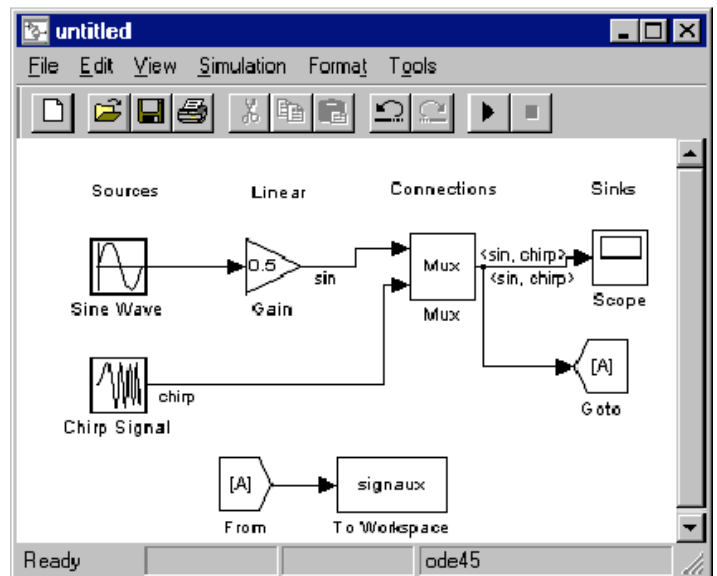 untitled
File Edit View Simulation Format Tools
Sources Linear Connections Sinks
0.5
sin
Mux
<sin, chirp>
<sin, chirp>
Sine Wave
Gain
Mux
Scope
chirp
[A]
Chirp Signal
Goto
[A]
signaux
From
To Workspace
Ready
ode45